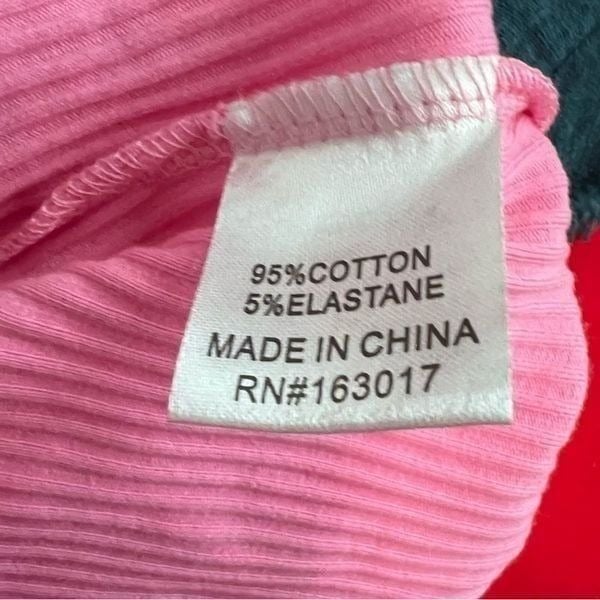 95%COTTON
5%ELASTANE
MADE IN CHINA
RN#163017